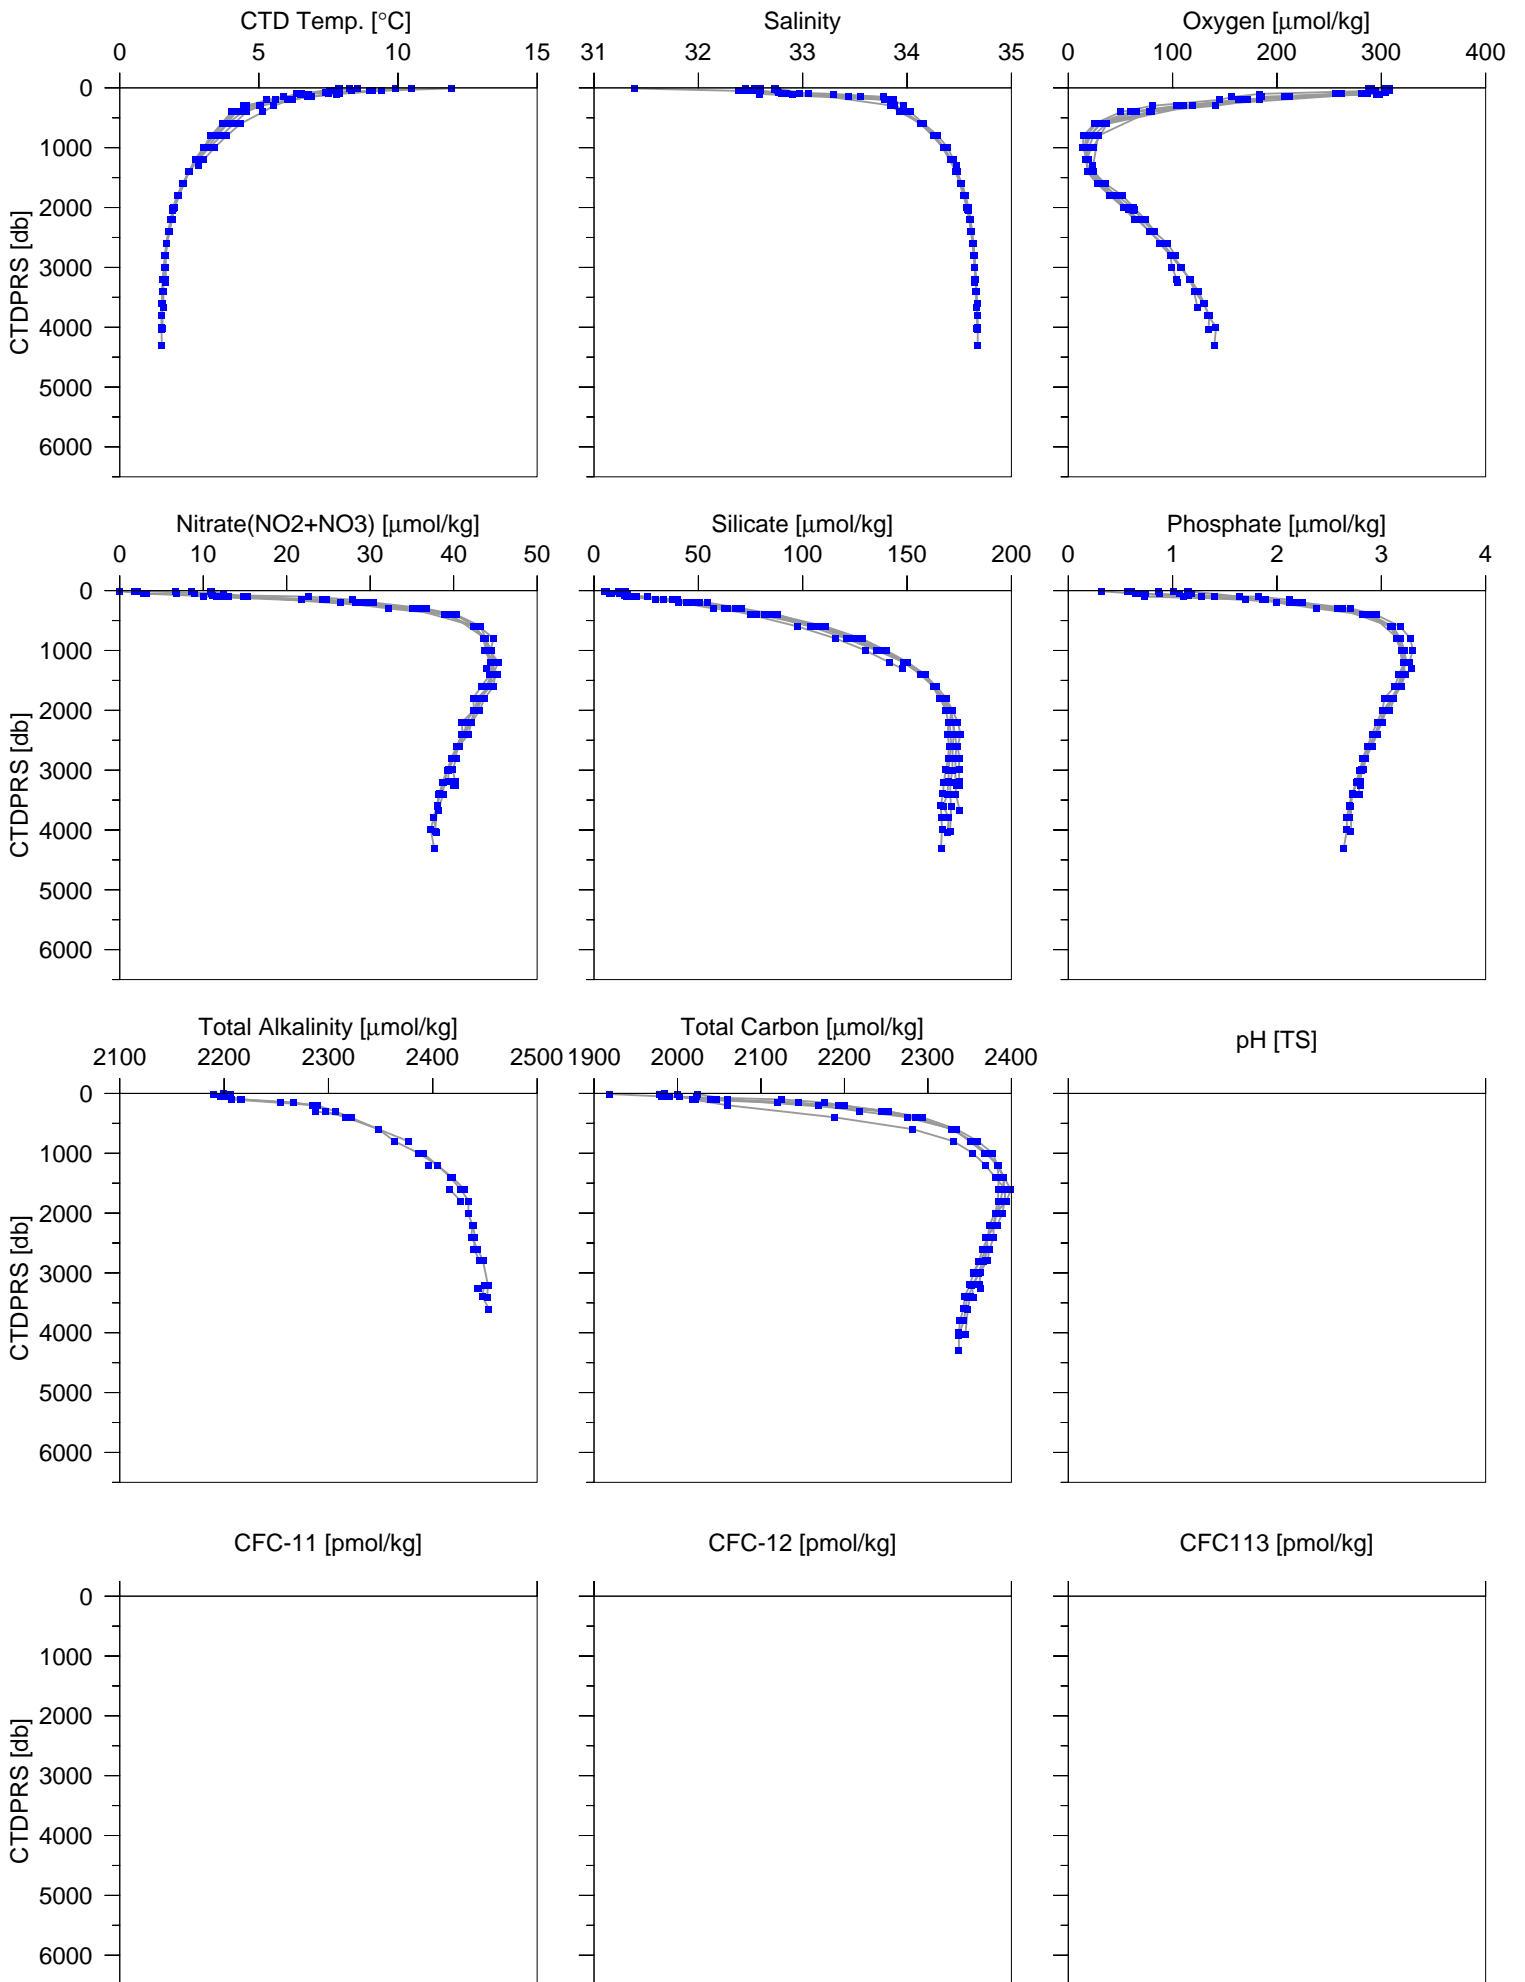 CTD Temp. [°C] Salinity Oxygen [µmol/kg]
0 5 10 15 31 32 33 34 35 0 100 200 300 400
0
1000
2000
3000
4000
5000
6000
CTDPRS [db]
Nitrate(NO2+NO3) [µmol/kg] Silicate [µmol/kg] Phosphate [µmol/kg]
0 10 20 30 40 50 0 50 100 150 200 0 1 2 3 4
0
1000
2000
3000
4000
5000
6000
CTDPRS [db]
Total Alkalinity [µmol/kg] Total Carbon [µmol/kg] pH [TS]
2100 2200 2300 2400 2500 1900 2000 2100 2200 2300 2400
0
1000
2000
3000
4000
5000
6000
CTDPRS [db]
CFC-11 [pmol/kg] CFC-12 [pmol/kg] CFC113 [pmol/kg]
0
1000
2000
3000
4000
5000
6000
CTDPRS [db]